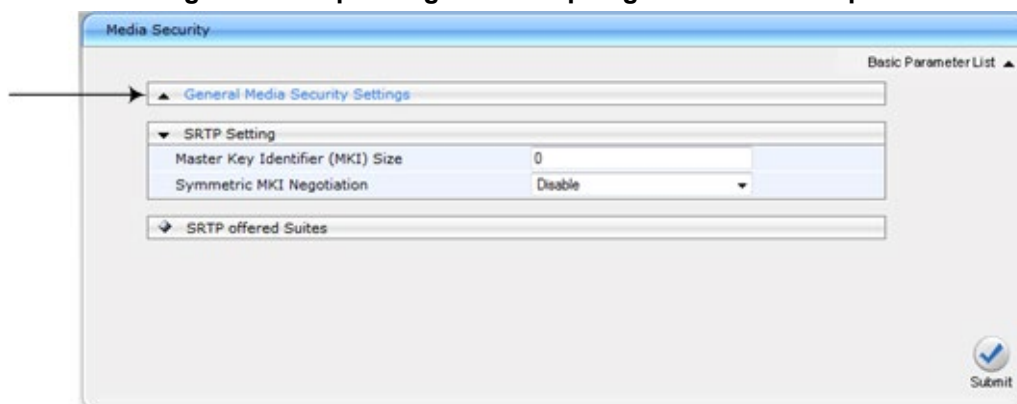 Media Security
Basic Parameter List
General Media Security Settings
SRTP Setting
Master Key Identifier (MKI) Size 0
Symmetric MKI Negotiation Disable
SRTP offered Suites
Submit